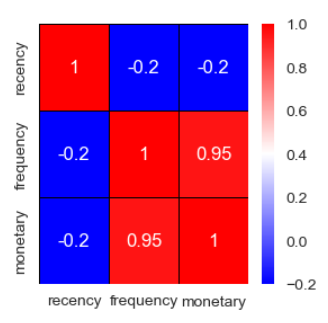 1.0
recency 1 -0.2 -0.2
0.8
0.6
frequency -0.2 1 0.95
0.4
0.2
monetary -0.2 0.95 1
0.0
-0.2
recency frequency monetary